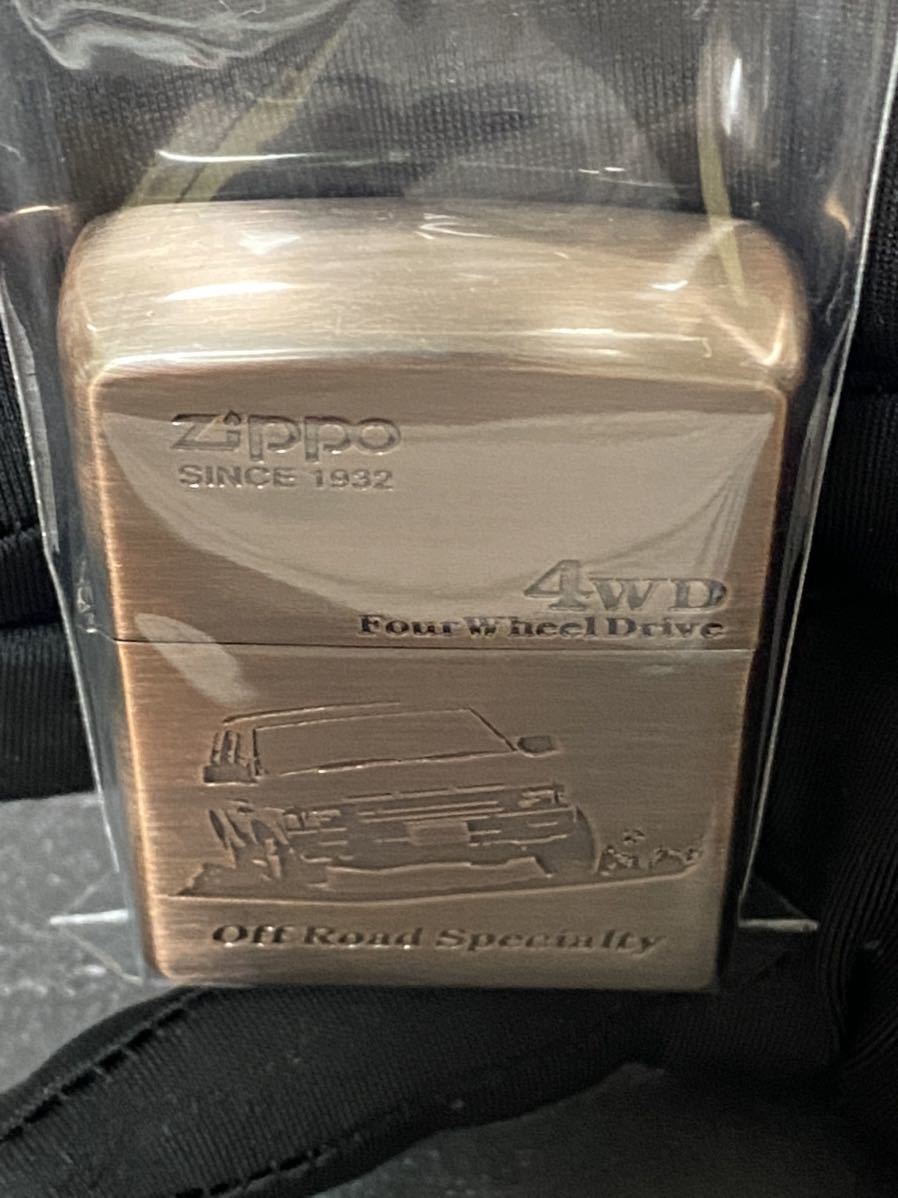 Zippo
SINCE 1932
4WD
Four Wheel Drive
Off Road Specialty